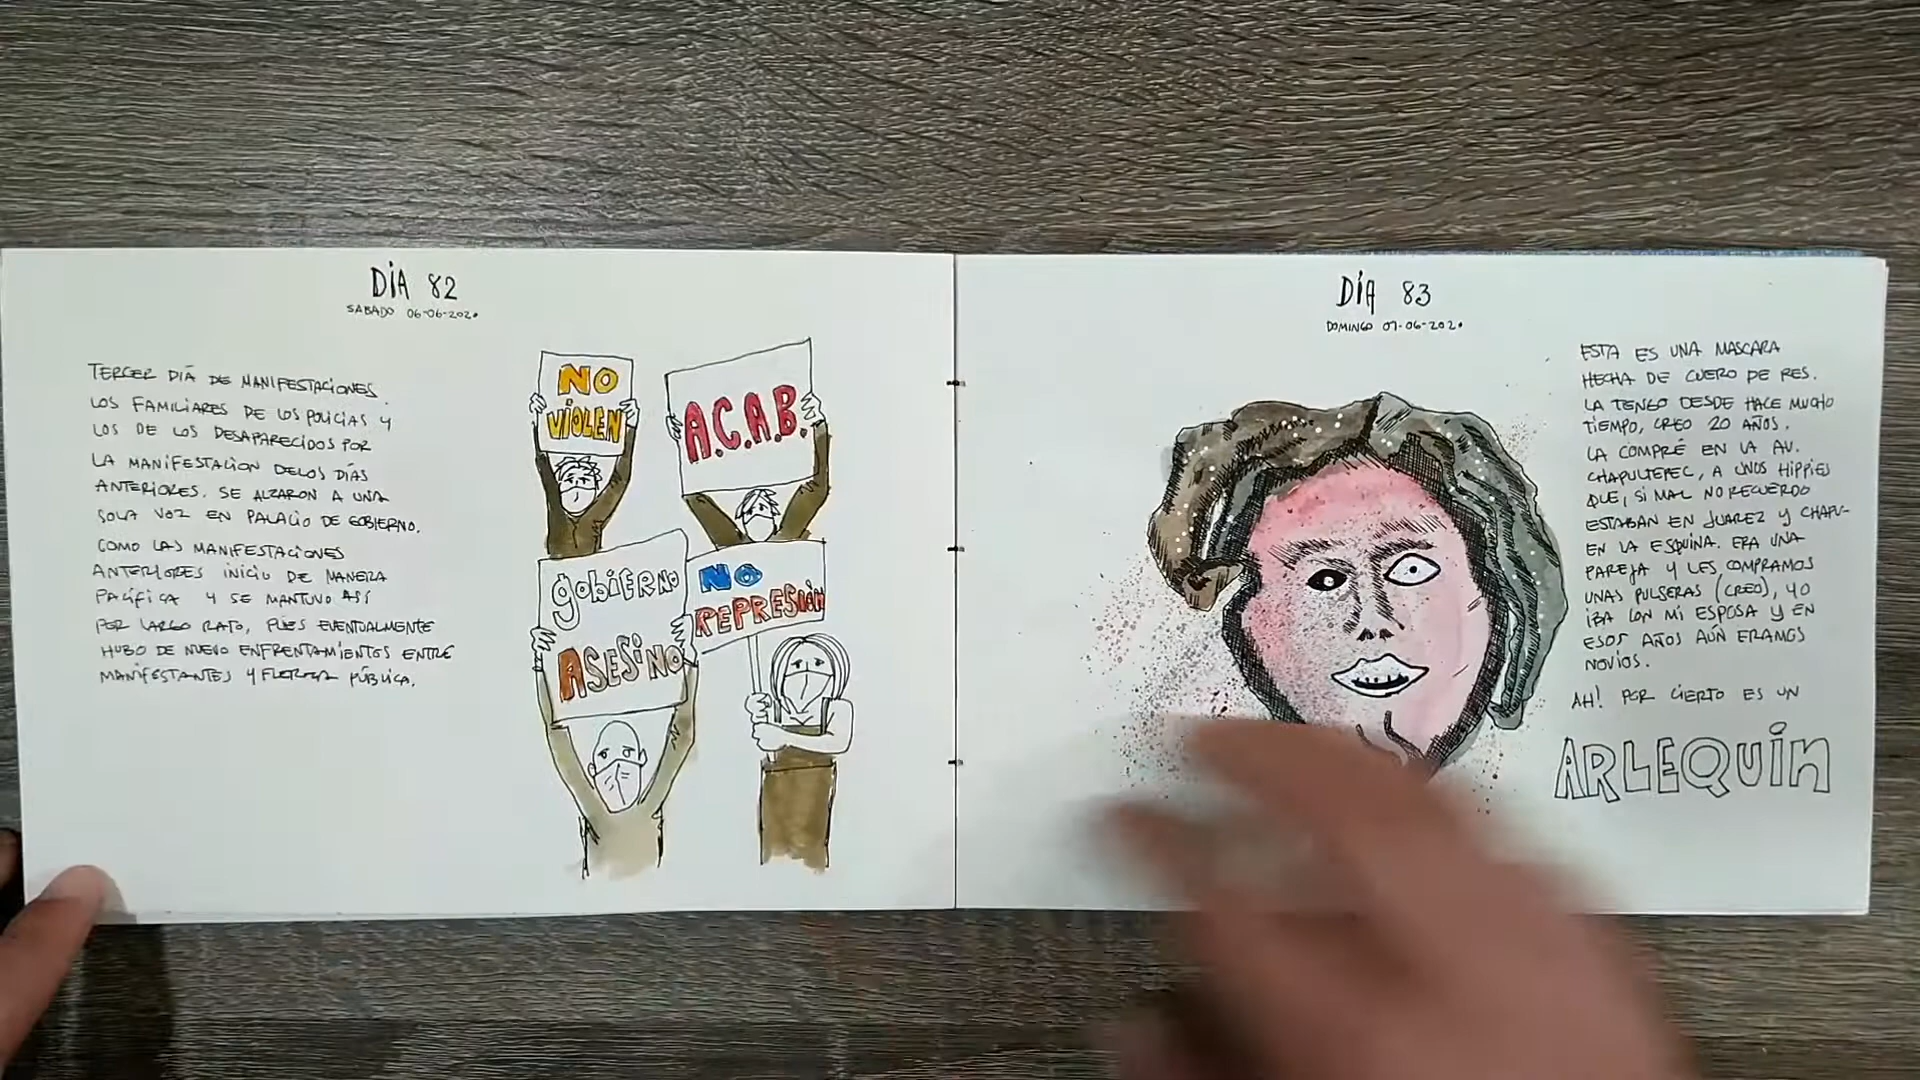 DÍA 82
SABADO 06-06-2020
TERCER DÍA DE MANIFESTACIONES.
LOS FAMILIARES DE LOS POLICIAS Y
LOS DE LOS DESAPARECIDOS POR
LA MANIFESTACION DE LOS DÍAS
ANTERIORES. SE ALZARON A UNA
SOLA VOZ EN PALACIO DE GOBIERNO.
COMO LAS MANIFESTACIONES
ANTERIORES INICIO DE MANERA
PACÍFICA Y SE MANTUVO ASÍ
POR LARGO RATO, PUES EVENTUALMENTE
HUBO DE NUEVO ENFRENTAMIENTOS ENTRE
MANIFESTANTES Y FUERZA PÚBLICA.
NO
VIOLEN
A.C.A.B.
gobiERNO
ASESiNO
NO
REPRESIÓN
DÍA 83
DOMINGO 07-06-2020
ESTA ES UNA MASCARA
HECHA DE CUERO DE RES.
LA TENGO DESDE HACE MUCHO
TIEMPO, CREO 20 AÑOS.
LA COMPRÉ EN LA AV.
CHAPULTEPEC, A UNOS HIPPIES
QUE, SI MAL NO RECUERDO
ESTABAN EN JUAREZ Y CHAPU-
EN LA ESQUINA. ERA UNA
PAREJA Y LES COMPRAMOS
UNAS PULSERAS (CREO), YO
IBA CON MI ESPOSA Y EN
ESOS AÑOS AÚN ERAMOS
NOVIOS.
AH! POR CIERTO ES UN
ARLEQUIN